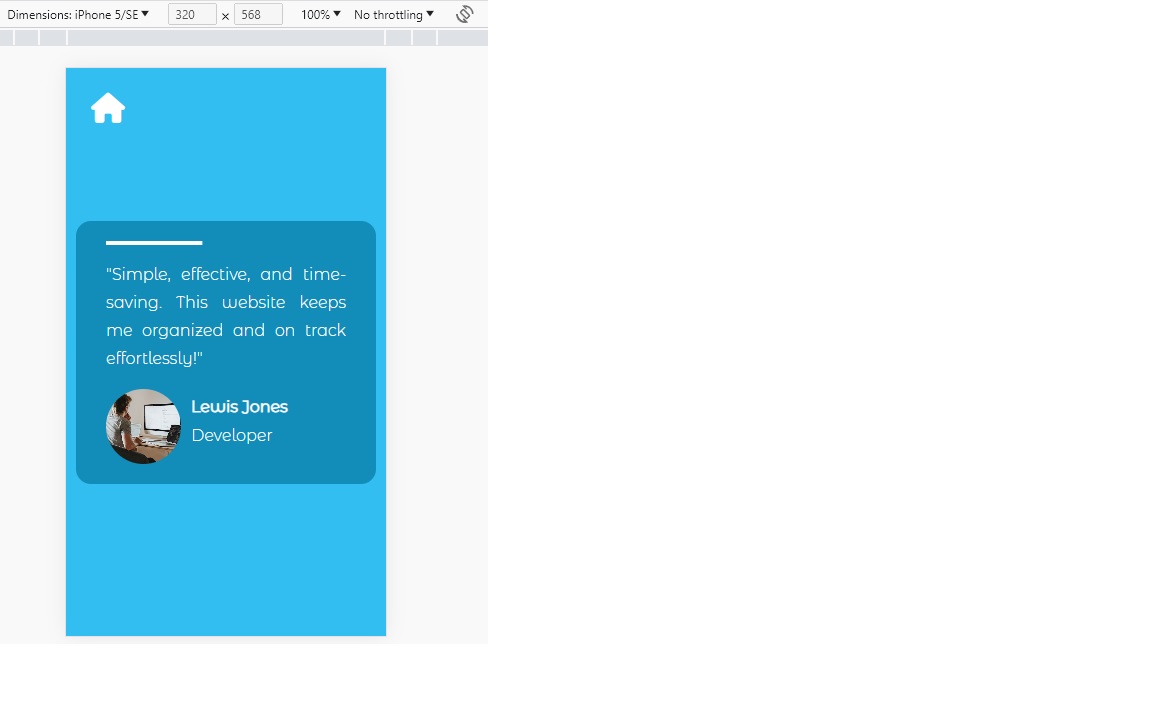 Dimensions: iPhone 5/SE 320 x 568 100% No throttling
"Simple, effective, and time-
saving. This website keeps
me organized and on track
effortlessly!"
Lewis Jones
Developer